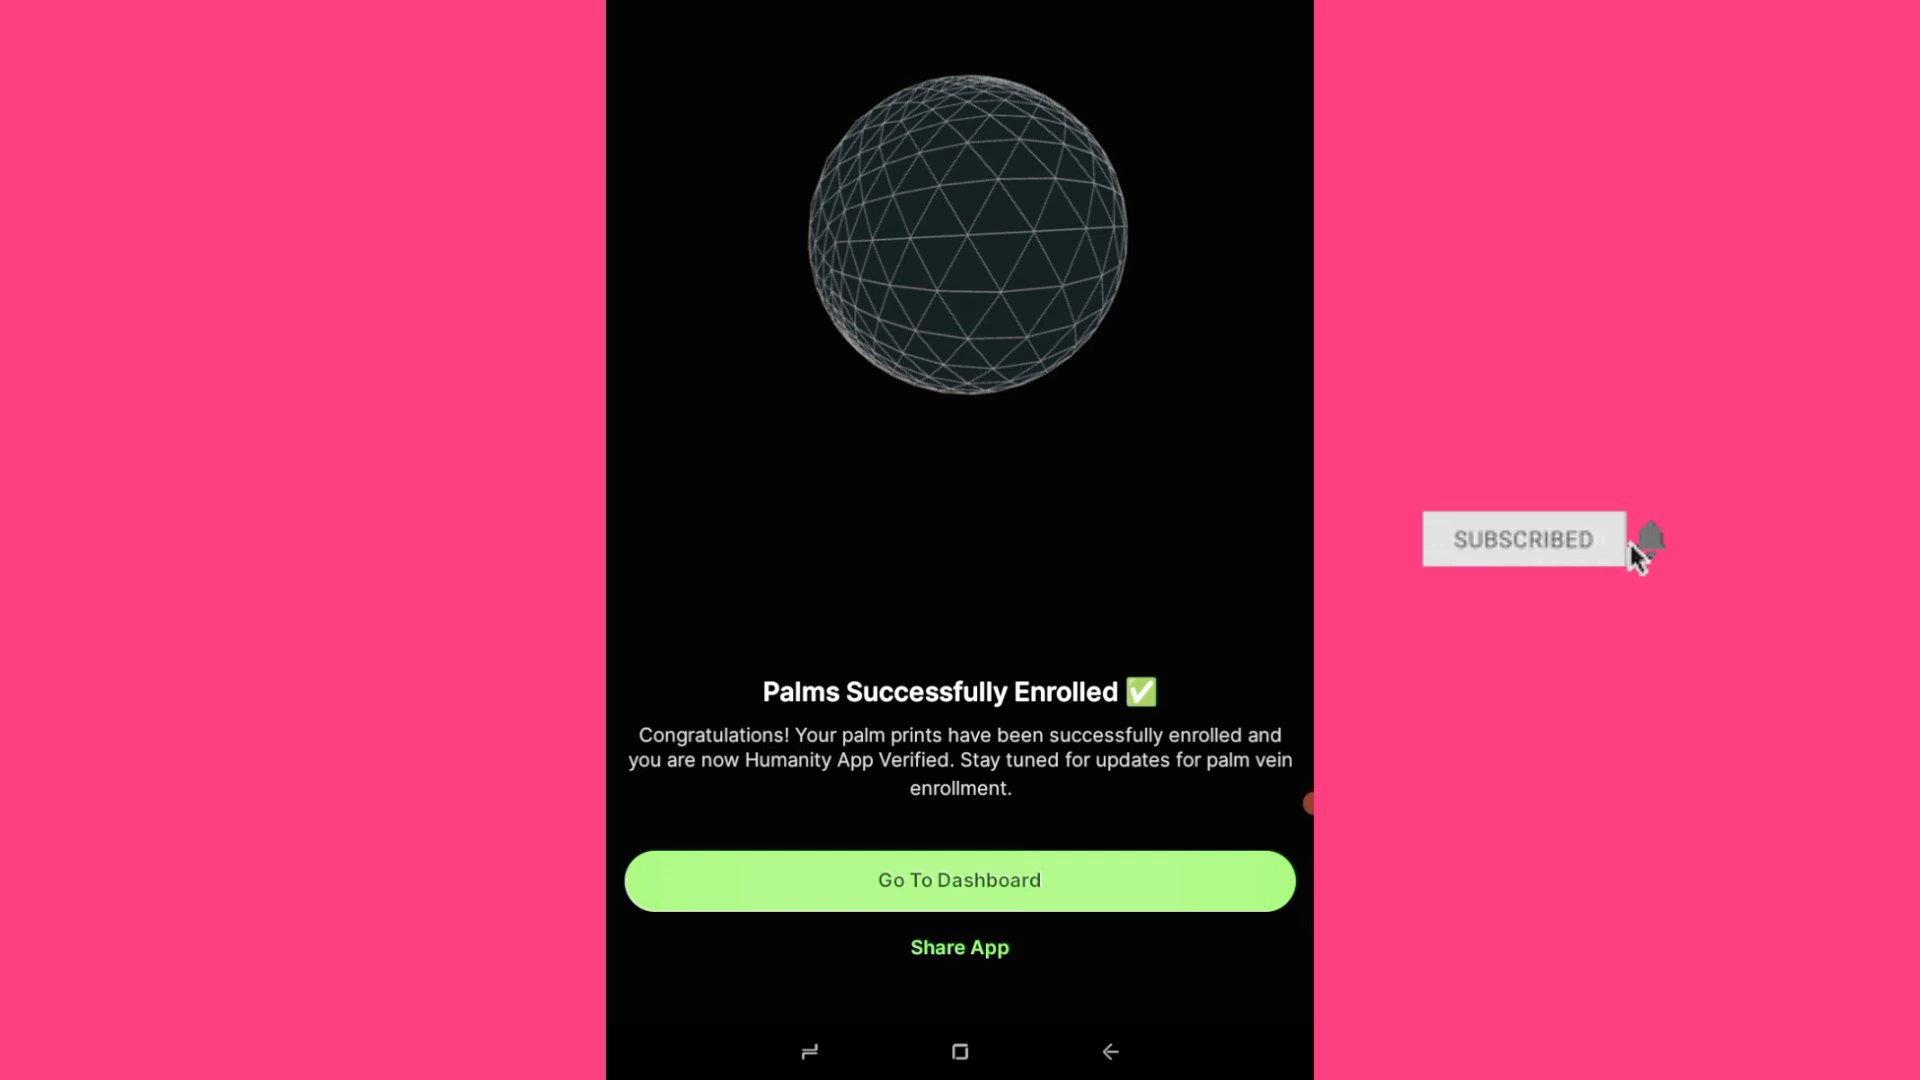 Palms Successfully Enrolled ✅
Congratulations! Your palm prints have been successfully enrolled and
you are now Humanity App Verified. Stay tuned for updates for palm vein
enrollment.
SUBSCRIBED
Go To Dashboard
Share App